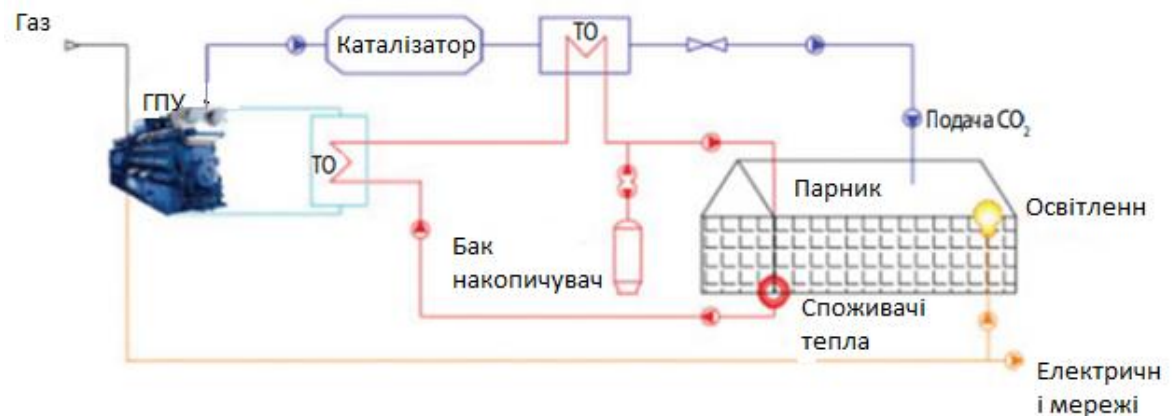 Газ
ТО
Каталізатор
ГПУ
Подача CO₂
ТО
Парник
Освітленн
Бак
накопичувач
Споживачі
тепла
Електричн
і мережі